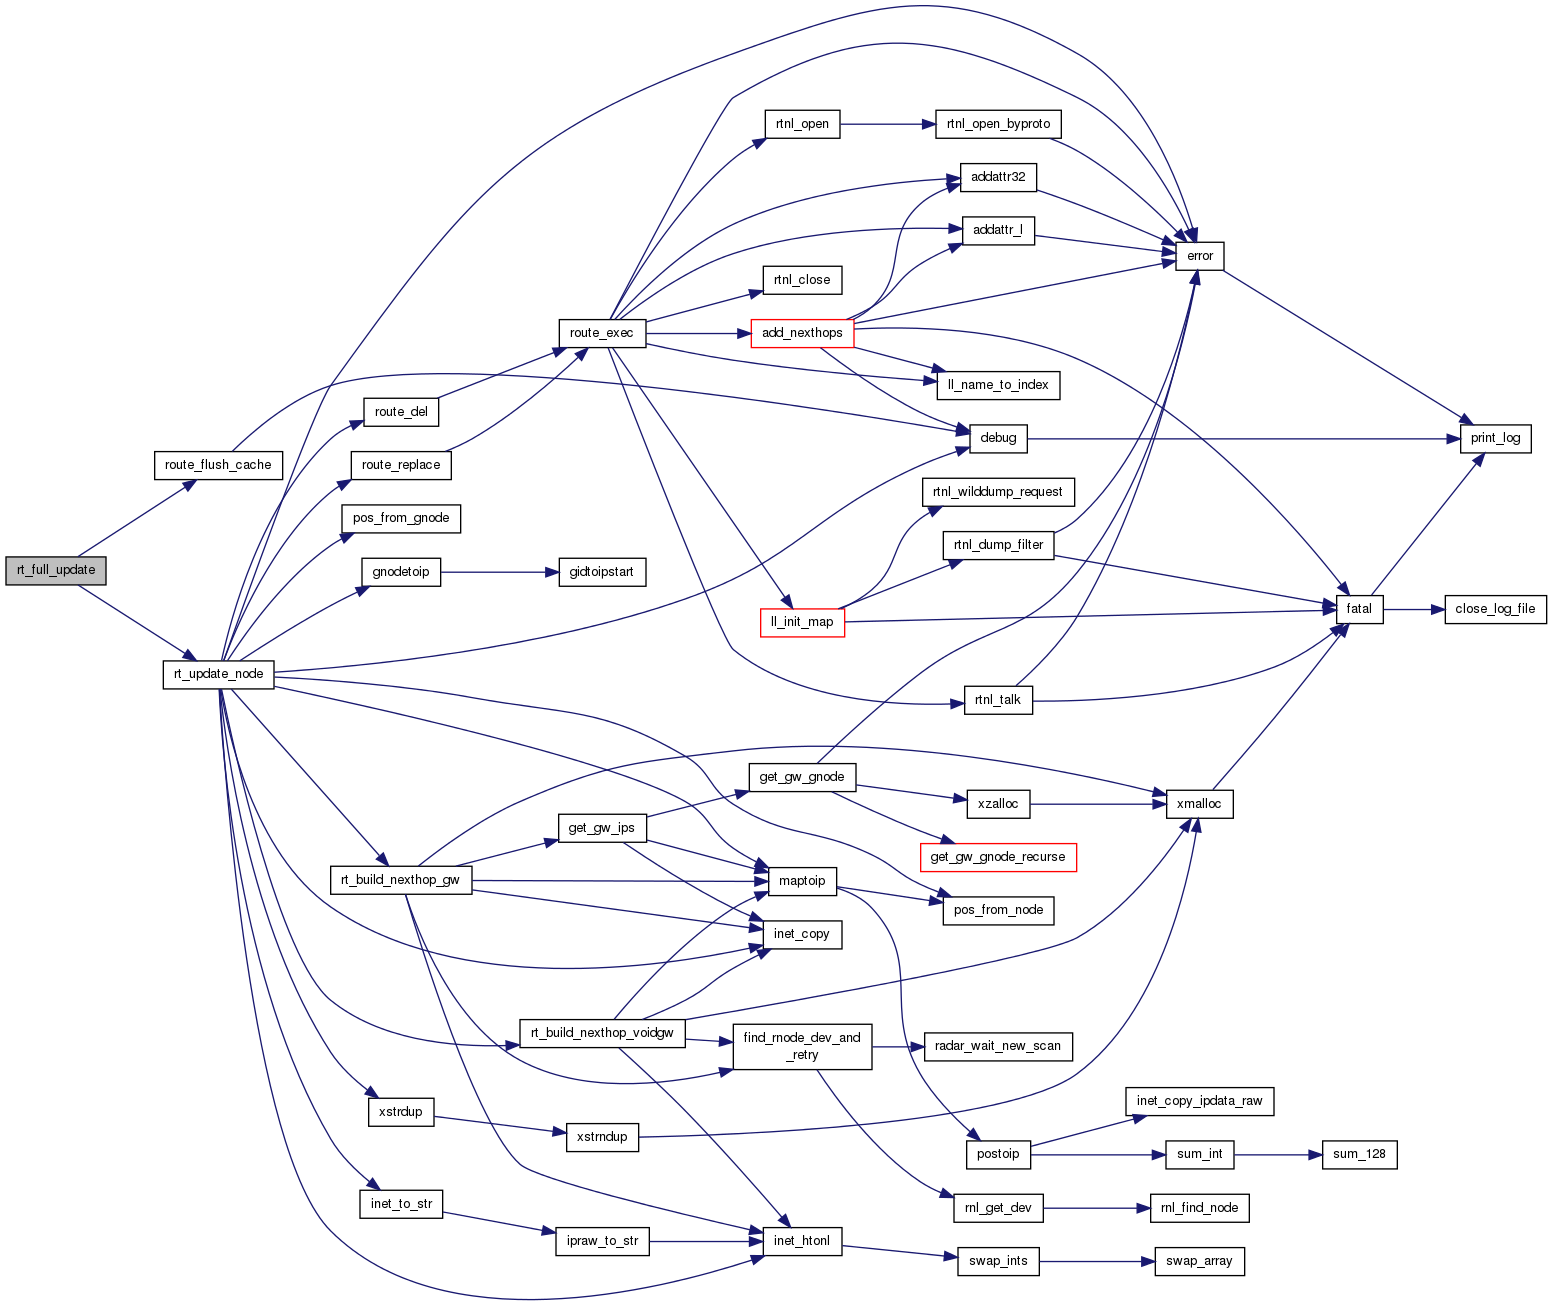 rtnl_open
rtnl_open_byproto
addattr32
addattr_l
error
rtnl_close
route_exec
add_nexthops
ll_name_to_index
route_del
debug
print_log
route_flush_cache
route_replace
rtnl_wilddump_request
pos_from_gnode
rtnl_dump_filter
rt_full_update
gnodetoip
gidtoipstart
fatal
close_log_file
ll_init_map
rt_update_node
rtnl_talk
get_gw_gnode
xzalloc
xmalloc
get_gw_ips
get_gw_gnode_recurse
rt_build_nexthop_gw
maptoip
pos_from_node
inet_copy
rt_build_nexthop_voidgw
find_rnode_dev_and
_retry
radar_wait_new_scan
inet_copy_ipdata_raw
xstrdup
xstrndup
postoip
sum_int
sum_128
inet_to_str
rnl_get_dev
rnl_find_node
ipraw_to_str
inet_htonl
swap_ints
swap_array